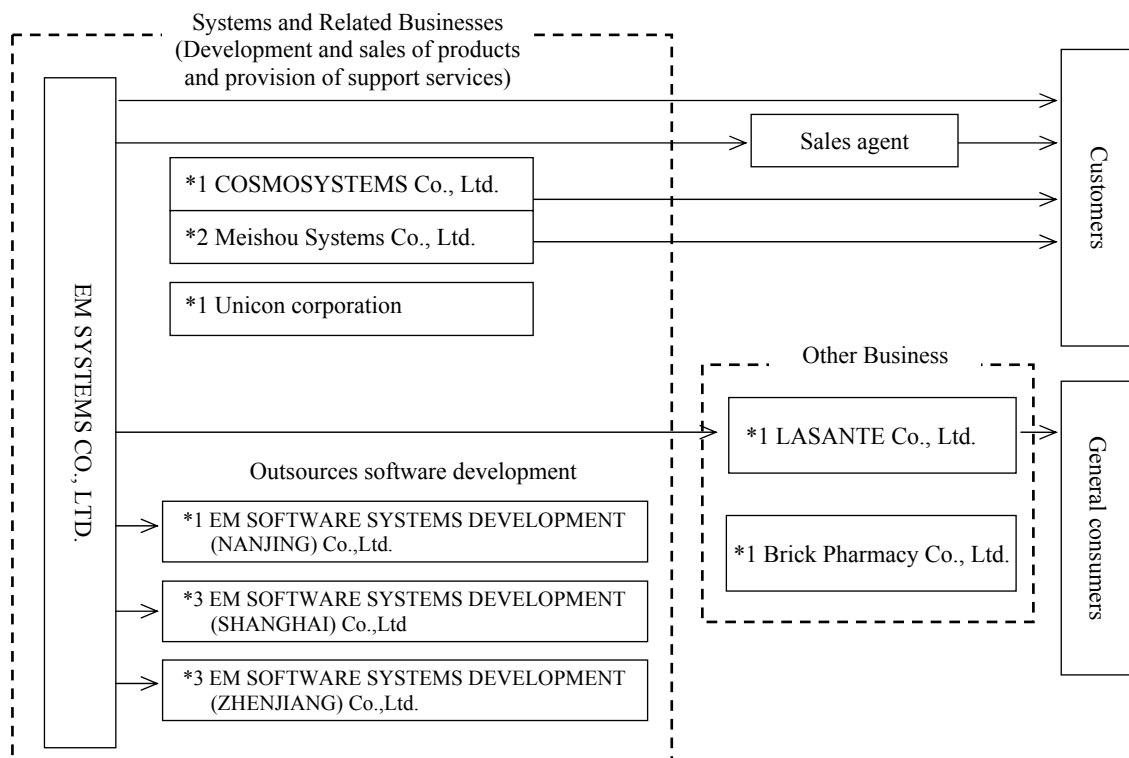 Systems and Related Businesses
(Development and sales of products
and provision of support services)
EM SYSTEMS CO., LTD.
Sales agent
Customers
*1 COSMOSYSTEMS Co., Ltd.
*2 Meishou Systems Co., Ltd.
*1 Unicon corporation
Other Business
*1 LASANTE Co., Ltd.
*1 Brick Pharmacy Co., Ltd.
General consumers
Outsources software development
*1 EM SOFTWARE SYSTEMS DEVELOPMENT
(NANJING) Co.,Ltd.
*3 EM SOFTWARE SYSTEMS DEVELOPMENT
(SHANGHAI) Co.,Ltd
*3 EM SOFTWARE SYSTEMS DEVELOPMENT
(ZHENJIANG) Co.,Ltd.